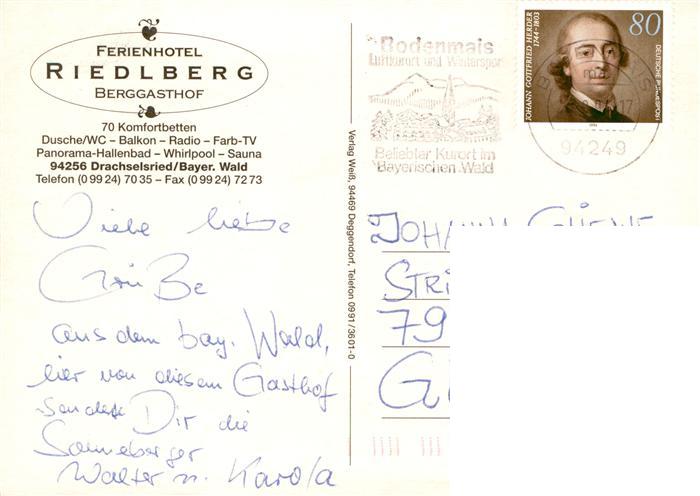 FERIENHOTEL
RIEDLBERG
BERGGASTHOF
70 Komfortbetten
Dusche/WC – Balkon – Radio – Farb-TV
Panorama-Hallenbad – Whirlpool – Sauna
94256 Drachselsried/Bayer. Wald
Telefon (0 99 24) 70 35 – Fax (0 99 24) 72 73
Viele liebe
Grüße
aus dem bay. Wald,
hier von diesem Gasthof
senden Dir die
Sonneberger
Walter u. Karola
Verlag Weiß, 94469 Deggendorf, Telefon 0991/3601-0
Bodenmais
Luftkurort und Wintersport
Beliebter Kurort im
Bayerischen Wald
JOHANN GOTTFRIED HERDER
1744-1803
80
DEUTSCHE BUNDESPOST
94249
JOHANN
STRI
79
G